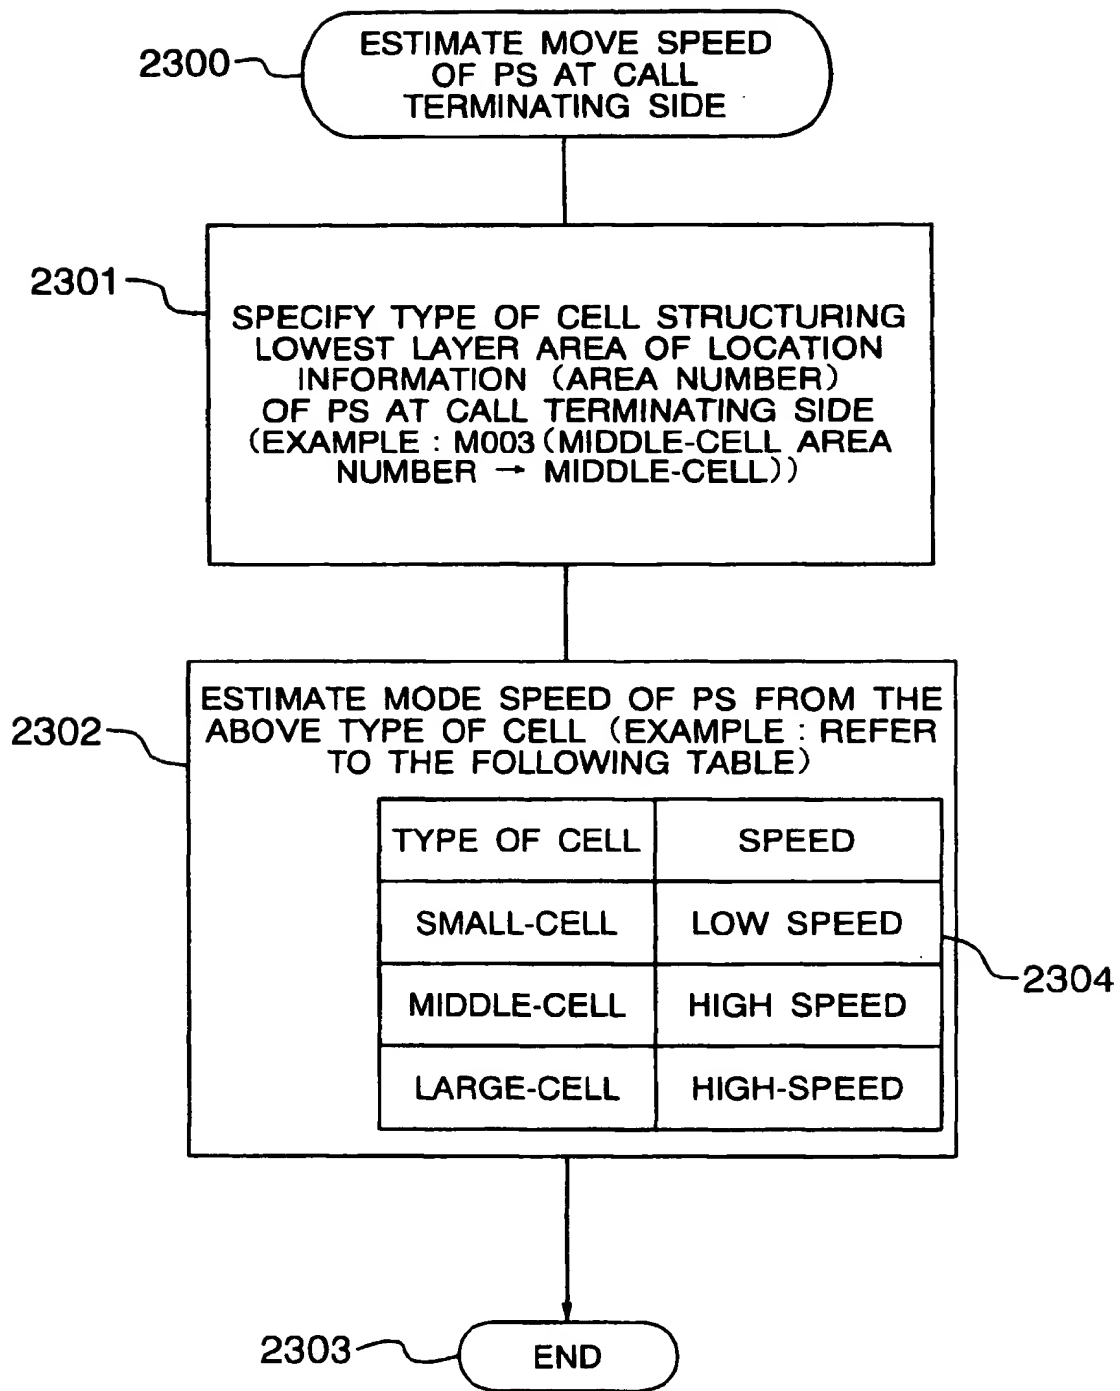 2300
ESTIMATE MOVE SPEED
OF PS AT CALL
TERMINATING SIDE
2301
SPECIFY TYPE OF CELL STRUCTURING
LOWEST LAYER AREA OF LOCATION
INFORMATION (AREA NUMBER)
OF PS AT CALL TERMINATING SIDE
(EXAMPLE : M003 (MIDDLE-CELL AREA
NUMBER → MIDDLE-CELL))
2302
ESTIMATE MODE SPEED OF PS FROM THE
ABOVE TYPE OF CELL (EXAMPLE : REFER
TO THE FOLLOWING TABLE)
TYPE OF CELL SPEED
SMALL-CELL LOW SPEED
MIDDLE-CELL HIGH SPEED
LARGE-CELL HIGH-SPEED
2304
2303
END